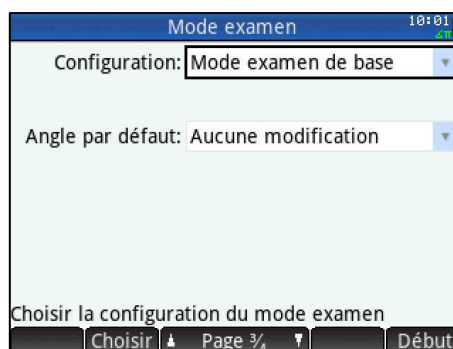 Mode examen 10:01
∡π
Configuration: Mode examen de base
Angle par défaut: Aucune modification
Choisir la configuration du mode examen
Choisir Page ¾ Début